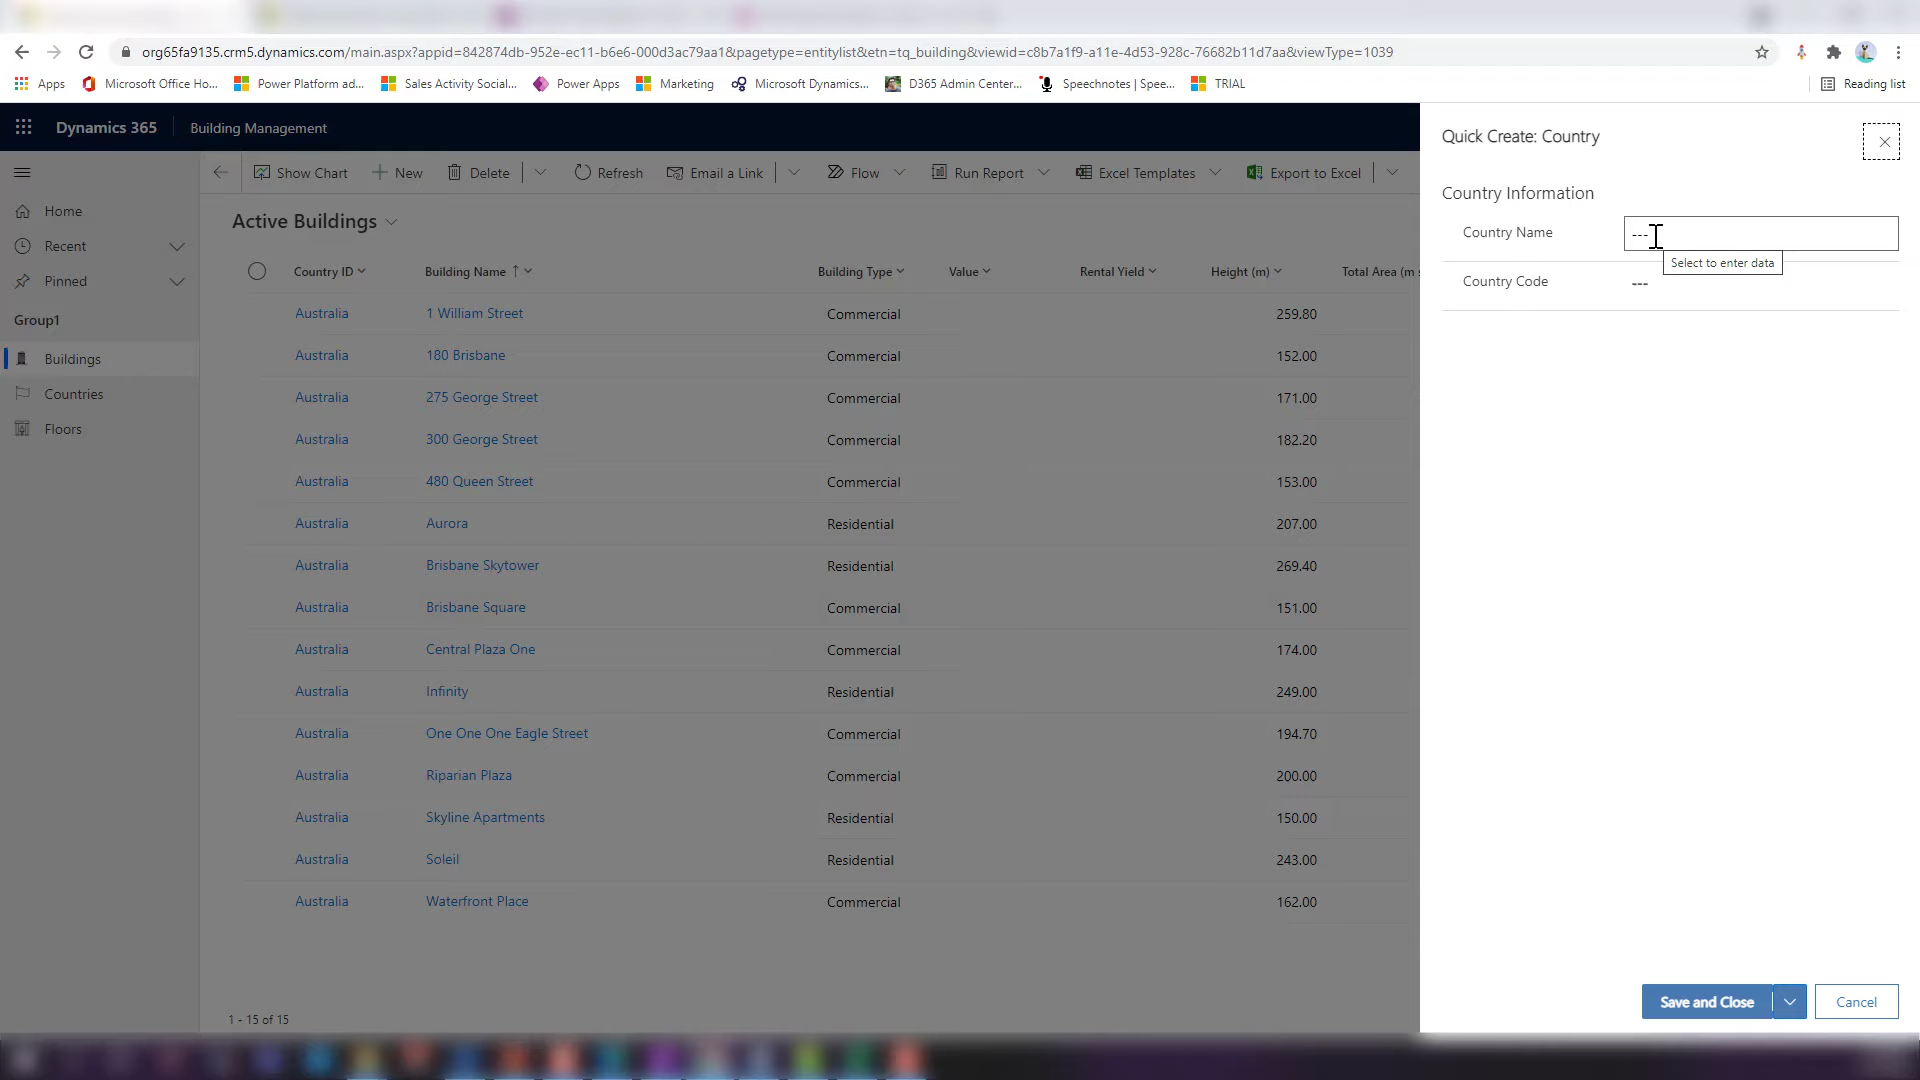 org65fa9135.crm5.dynamics.com/main.aspx?appid=842874db-952e-ec11-b6e6-000d3ac79aa1&pagetype=entitylist&etn=tq_building&viewid=c8b7a1f9-a11e-4d53-928c-76682b11d7aa&viewType=1039
Apps Microsoft Office Ho... Power Platform ad... Sales Activity Social... Power Apps Marketing Microsoft Dynamics... D365 Admin Center... Speechnotes | Spee... TRIAL Reading list
Dynamics 365 Building Management
Show Chart New Delete Refresh Email a Link Flow Run Report Excel Templates Export to Excel
Home
Recent
Pinned
Group1
Buildings
Countries
Floors
Active Buildings
Country ID Building Name ↑ Building Type Value Rental Yield Height (m) Total Area (m s
Australia 1 William Street Commercial 259.80
Australia 180 Brisbane Commercial 152.00
Australia 275 George Street Commercial 171.00
Australia 300 George Street Commercial 182.20
Australia 480 Queen Street Commercial 153.00
Australia Aurora Residential 207.00
Australia Brisbane Skytower Residential 269.40
Australia Brisbane Square Commercial 151.00
Australia Central Plaza One Commercial 174.00
Australia Infinity Residential 249.00
Australia One One One Eagle Street Commercial 194.70
Australia Riparian Plaza Commercial 200.00
Australia Skyline Apartments Residential 150.00
Australia Soleil Residential 243.00
Australia Waterfront Place Commercial 162.00
1 - 15 of 15
Quick Create: Country
Country Information
Country Name ---
Select to enter data
Country Code ---
Save and Close Cancel